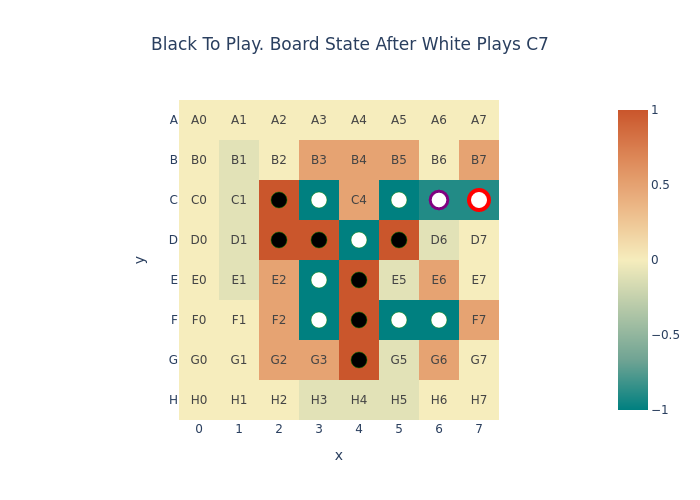 Black To Play. Board State After White Plays C7
A A0 A1 A2 A3 A4 A5 A6 A7
B B0 B1 B2 B3 B4 B5 B6 B7
C C0 C1 C4
D D0 D1 D6 D7
E E0 E1 E2 E5 E6 E7
F F0 F1 F2 F7
G G0 G1 G2 G3 G5 G6 G7
H H0 H1 H2 H3 H4 H5 H6 H7
0 1 2 3 4 5 6 7
x
y
1
0.5
0
−0.5
−1